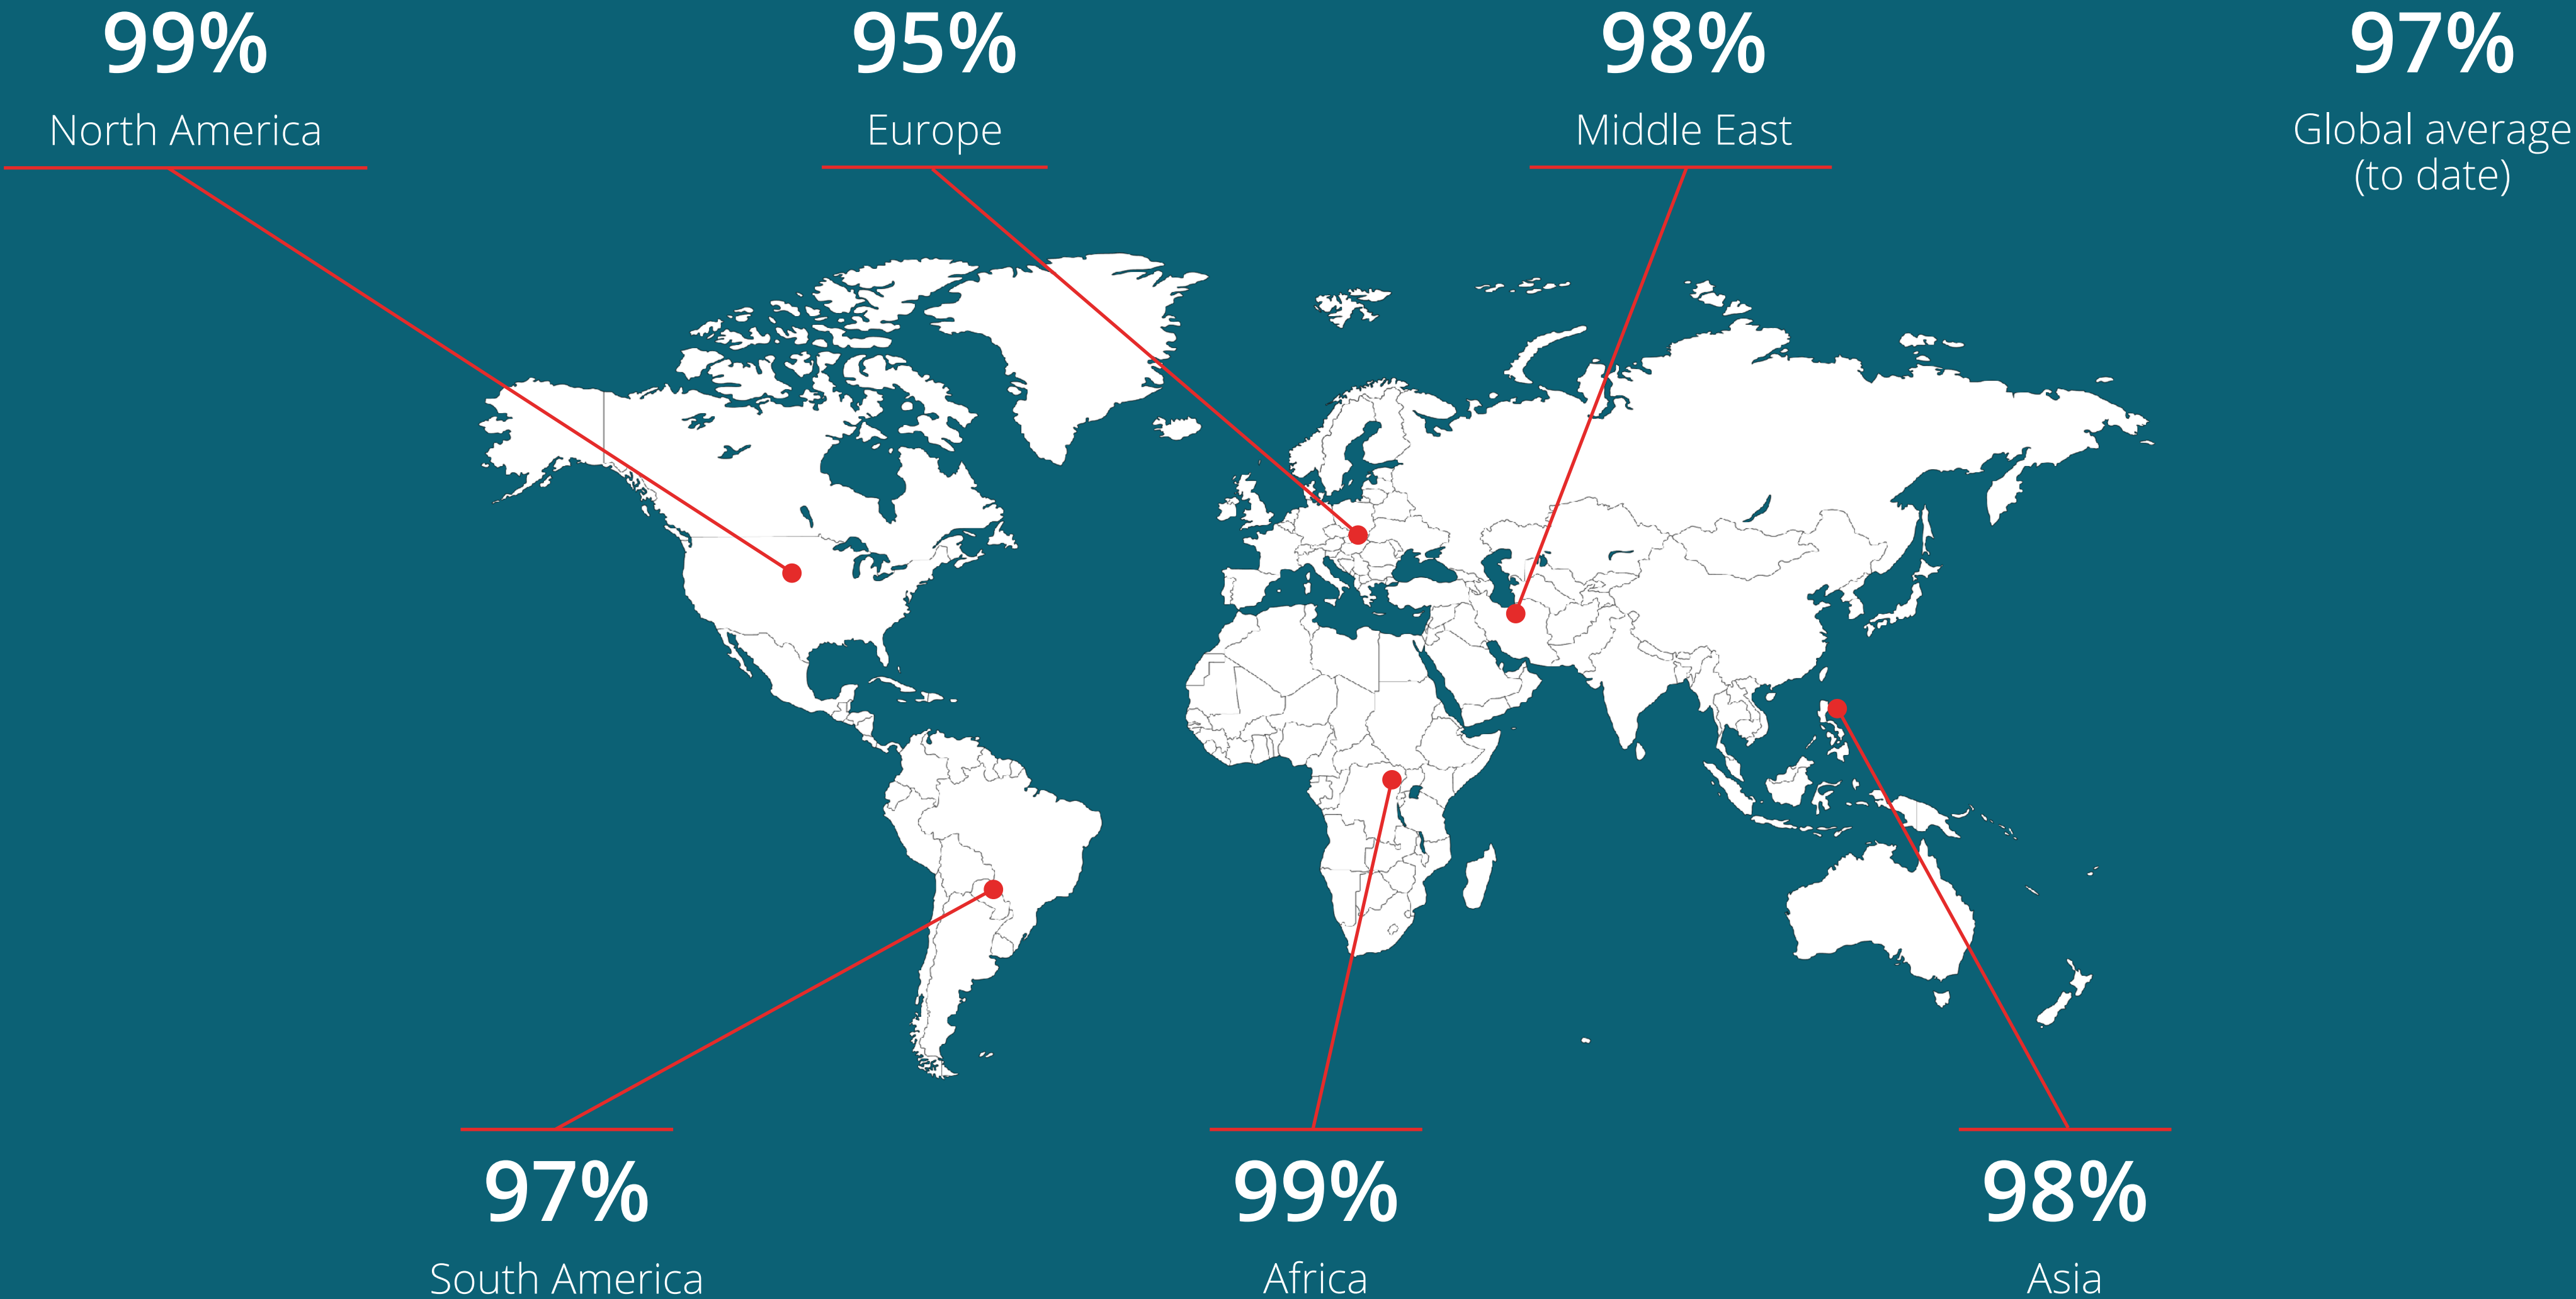 99%
North America
95%
Europe
98%
Middle East
97%
Global average
(to date)
97%
South America
99%
Africa
98%
Asia